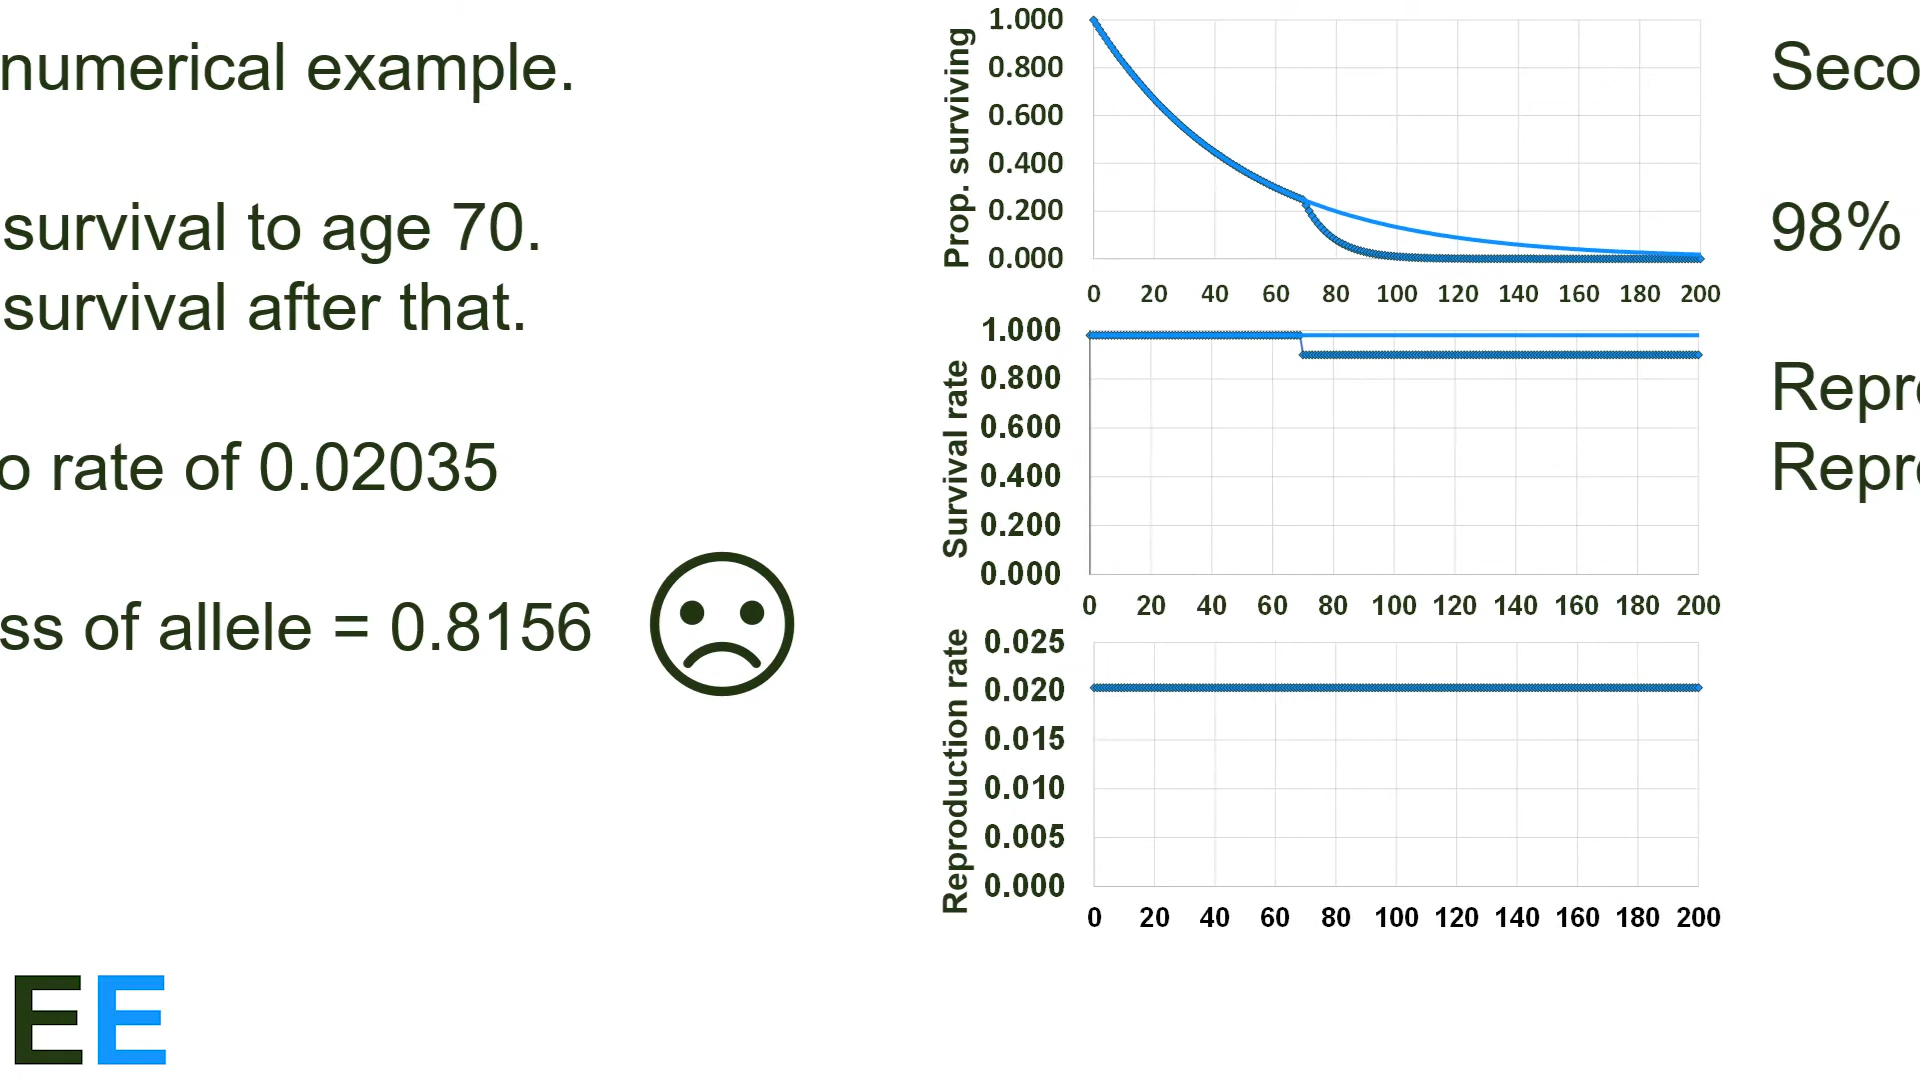 numerical example.
survival to age 70.
survival after that.
o rate of 0.02035
ss of allele = 0.8156
EE
Prop. surviving
1.000
0.800
0.600
0.400
0.200
0.000
0 20 40 60 80 100 120 140 160 180 200
Survival rate
1.000
0.800
0.600
0.400
0.200
0.000
0 20 40 60 80 100 120 140 160 180 200
Reproduction rate
0.025
0.020
0.015
0.010
0.005
0.000
0 20 40 60 80 100 120 140 160 180 200
Seco
98%
Repro
Repro